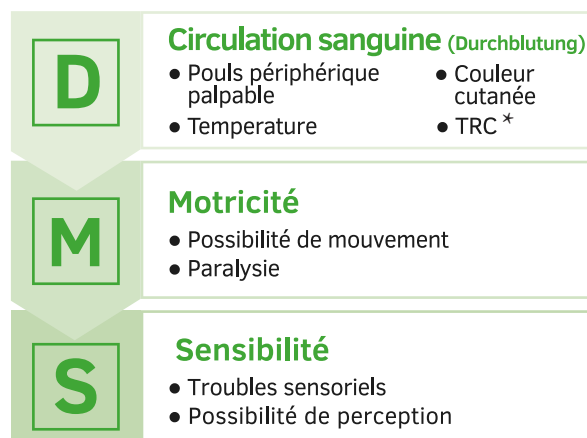 D
Circulation sanguine (Durchblutung)
● Pouls périphérique palpable
● Temperature
● Couleur cutanée
● TRC *
M
Motricité
● Possibilité de mouvement
● Paralysie
S
Sensibilité
● Troubles sensoriels
● Possibilité de perception